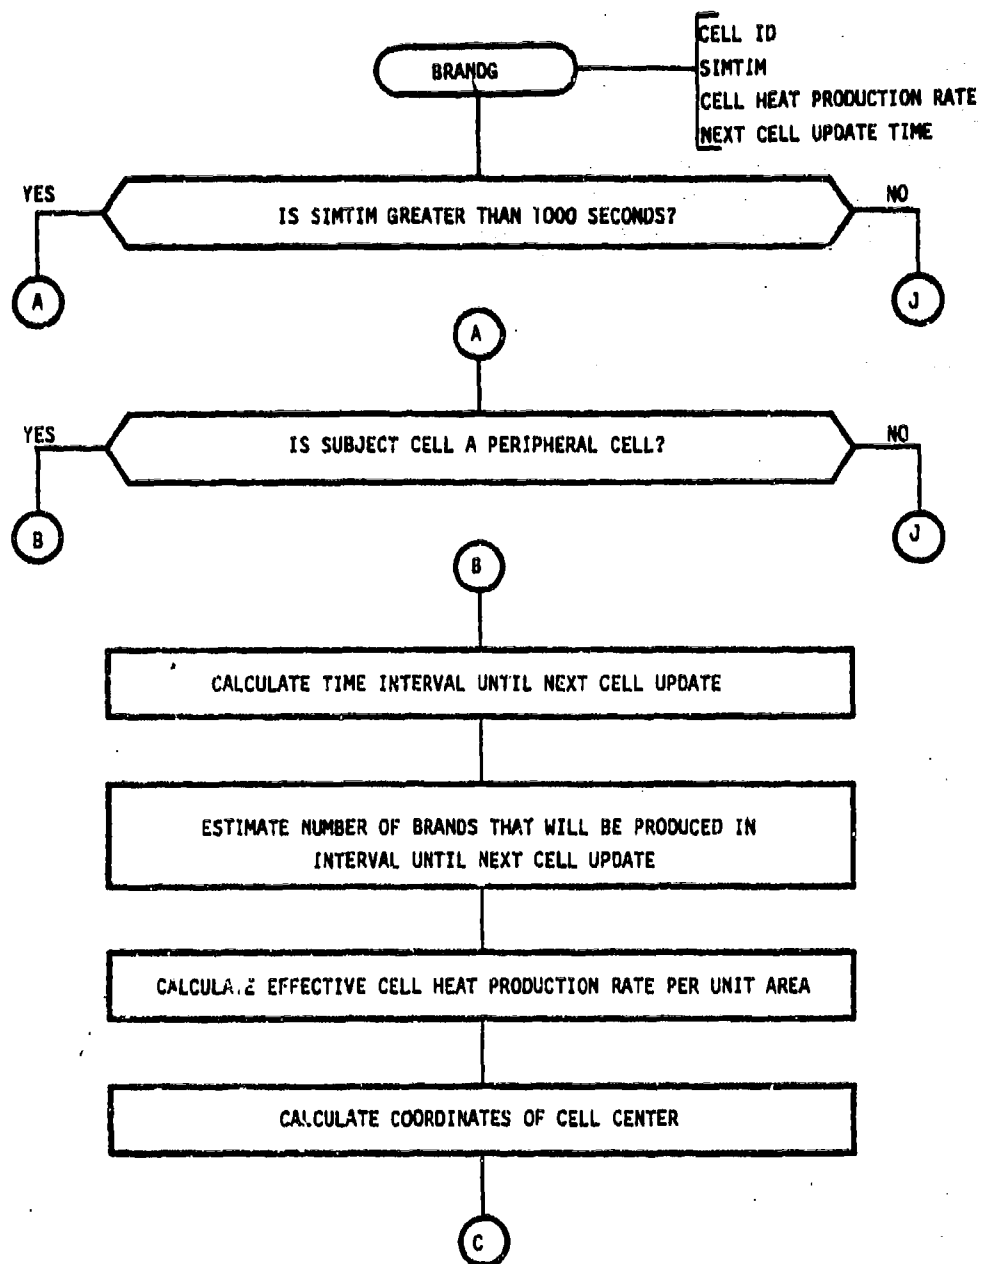 BRANDG
CELL ID
SIMTIM
CELL HEAT PRODUCTION RATE
NEXT CELL UPDATE TIME
YES
IS SIMTIM GREATER THAN 1000 SECONDS?
NO
A
J
A
YES
IS SUBJECT CELL A PERIPHERAL CELL?
NO
B
J
B
CALCULATE TIME INTERVAL UNTIL NEXT CELL UPDATE
ESTIMATE NUMBER OF BRANDS THAT WILL BE PRODUCED IN
INTERVAL UNTIL NEXT CELL UPDATE
CALCULATE EFFECTIVE CELL HEAT PRODUCTION RATE PER UNIT AREA
CALCULATE COORDINATES OF CELL CENTER
C